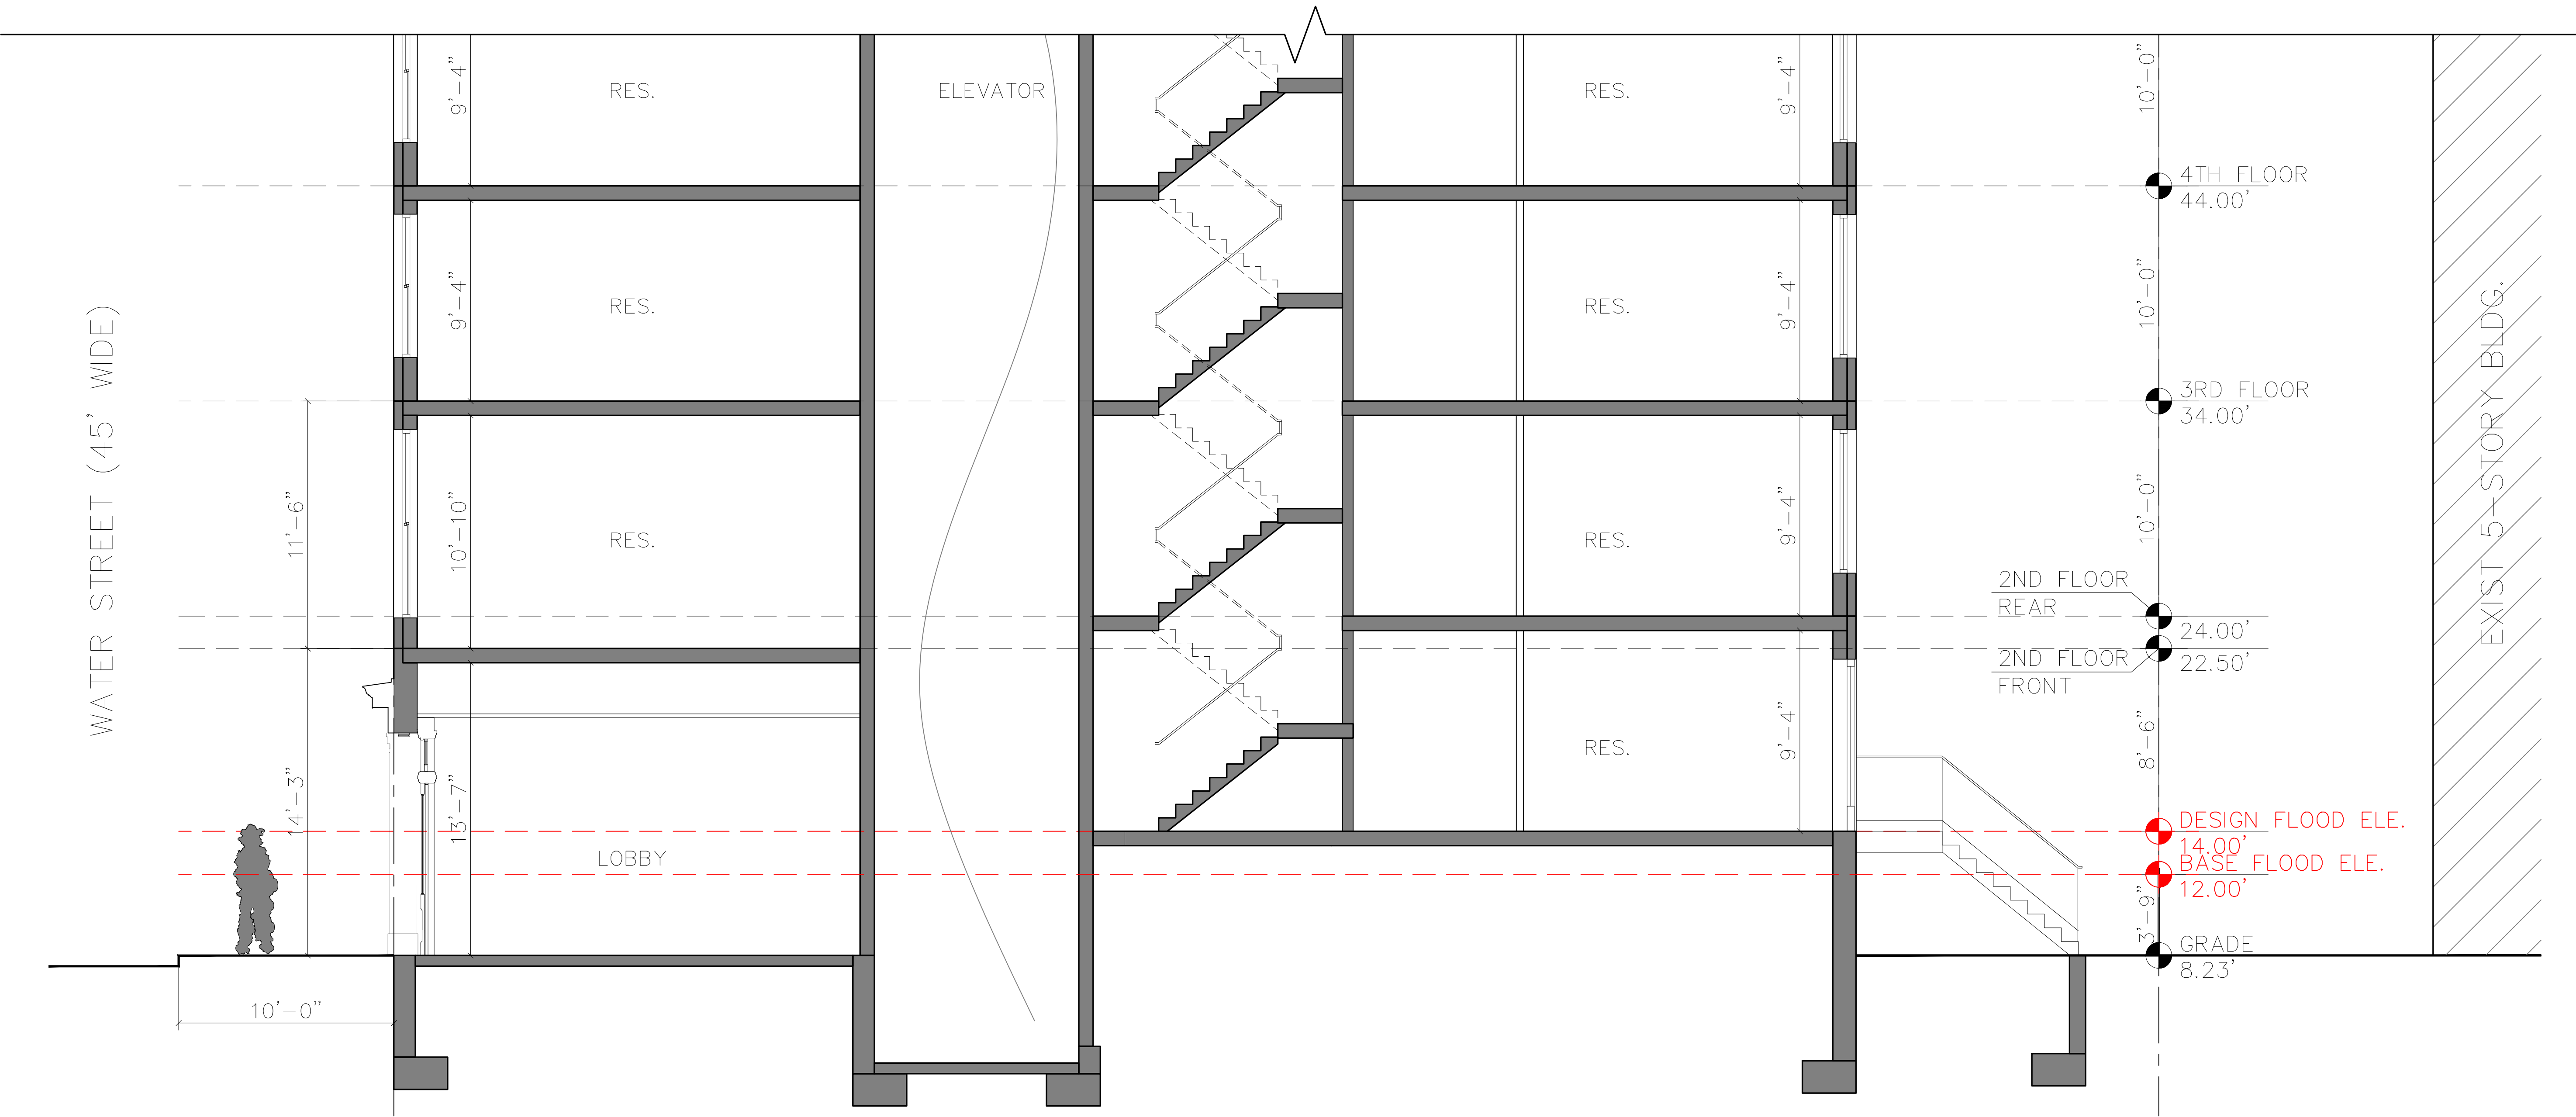 WATER STREET (45' WIDE)
9'-4"
RES.
ELEVATOR
RES.
9'-4"
10'-0"
4TH FLOOR
44.00'
9'-4"
RES.
RES.
9'-4"
10'-0"
3RD FLOOR
34.00'
11'-6"
10'-10"
RES.
RES.
9'-4"
10'-0"
2ND FLOOR
REAR
24.00'
2ND FLOOR
FRONT
22.50'
14'-3"
13'-7"
LOBBY
RES.
9'-4"
8'-6"
DESIGN FLOOD ELE.
14.00'
BASE FLOOD ELE.
12.00'
3'-9"
GRADE
8.23'
10'-0"
EXIST 5-STORY BLDG.